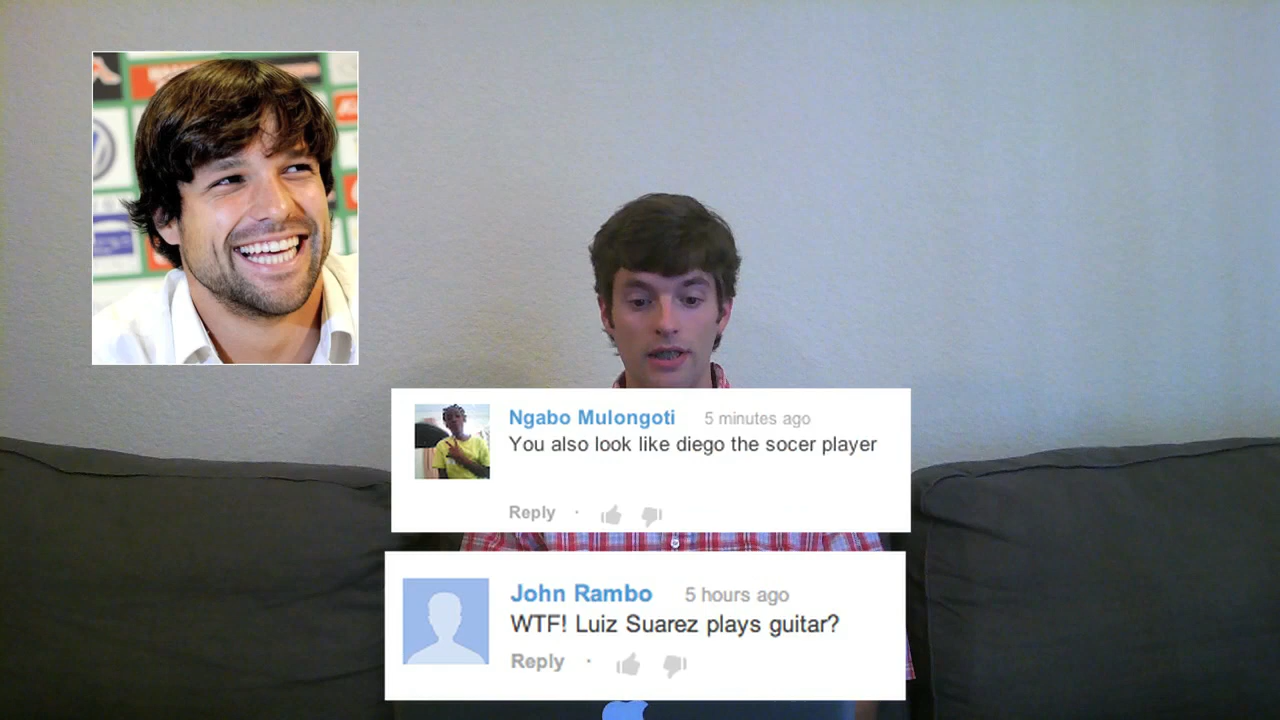 Ngabo Mulongoti 5 minutes ago
You also look like diego the socer player
Reply ·
John Rambo 5 hours ago
WTF! Luiz Suarez plays guitar?
Reply ·